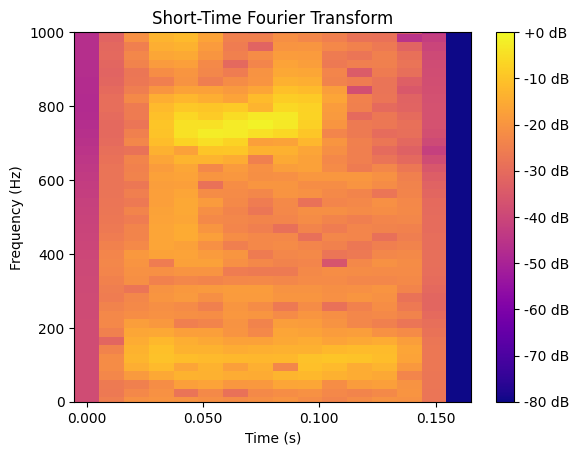 Short-Time Fourier Transform
1000
800
600
400
200
0
Frequency (Hz)
0.000
0.050
0.100
0.150
Time (s)
+0 dB
-10 dB
-20 dB
-30 dB
-40 dB
-50 dB
-60 dB
-70 dB
-80 dB